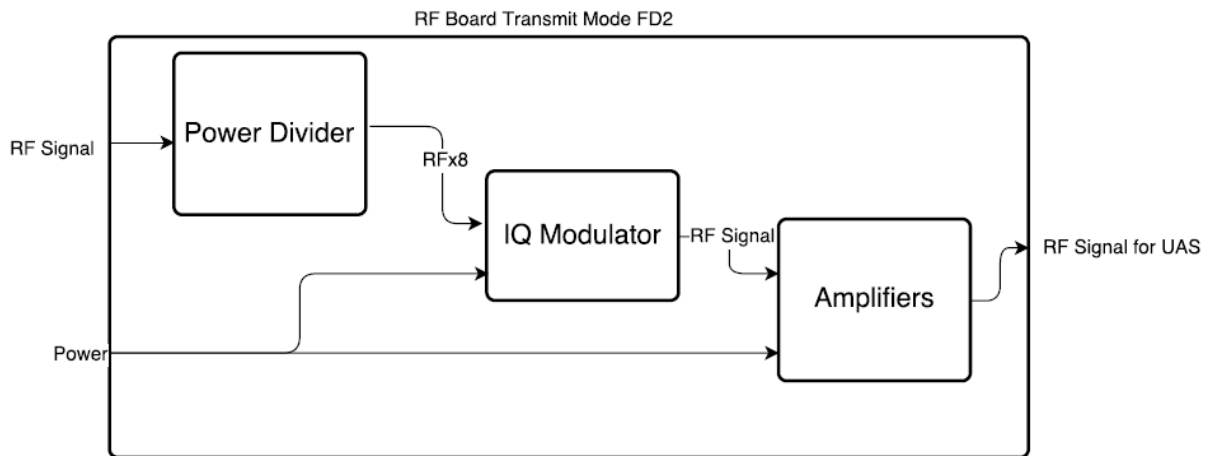 RF Board Transmit Mode FD2
Power Divider
RF Signal
RFx8
IQ Modulator
RF Signal
RF Signal for UAS
Amplifiers
Power